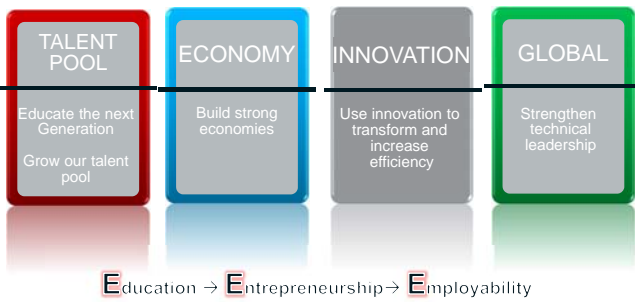 TALENT
POOL
Educate the next
Generation
Grow our talent
pool
ECONOMY
Build strong
economies
INNOVATION
Use innovation to
transform and
increase
efficiency
GLOBAL
Strengthen
technical
leadership
Education → Entrepreneurship→ Employability